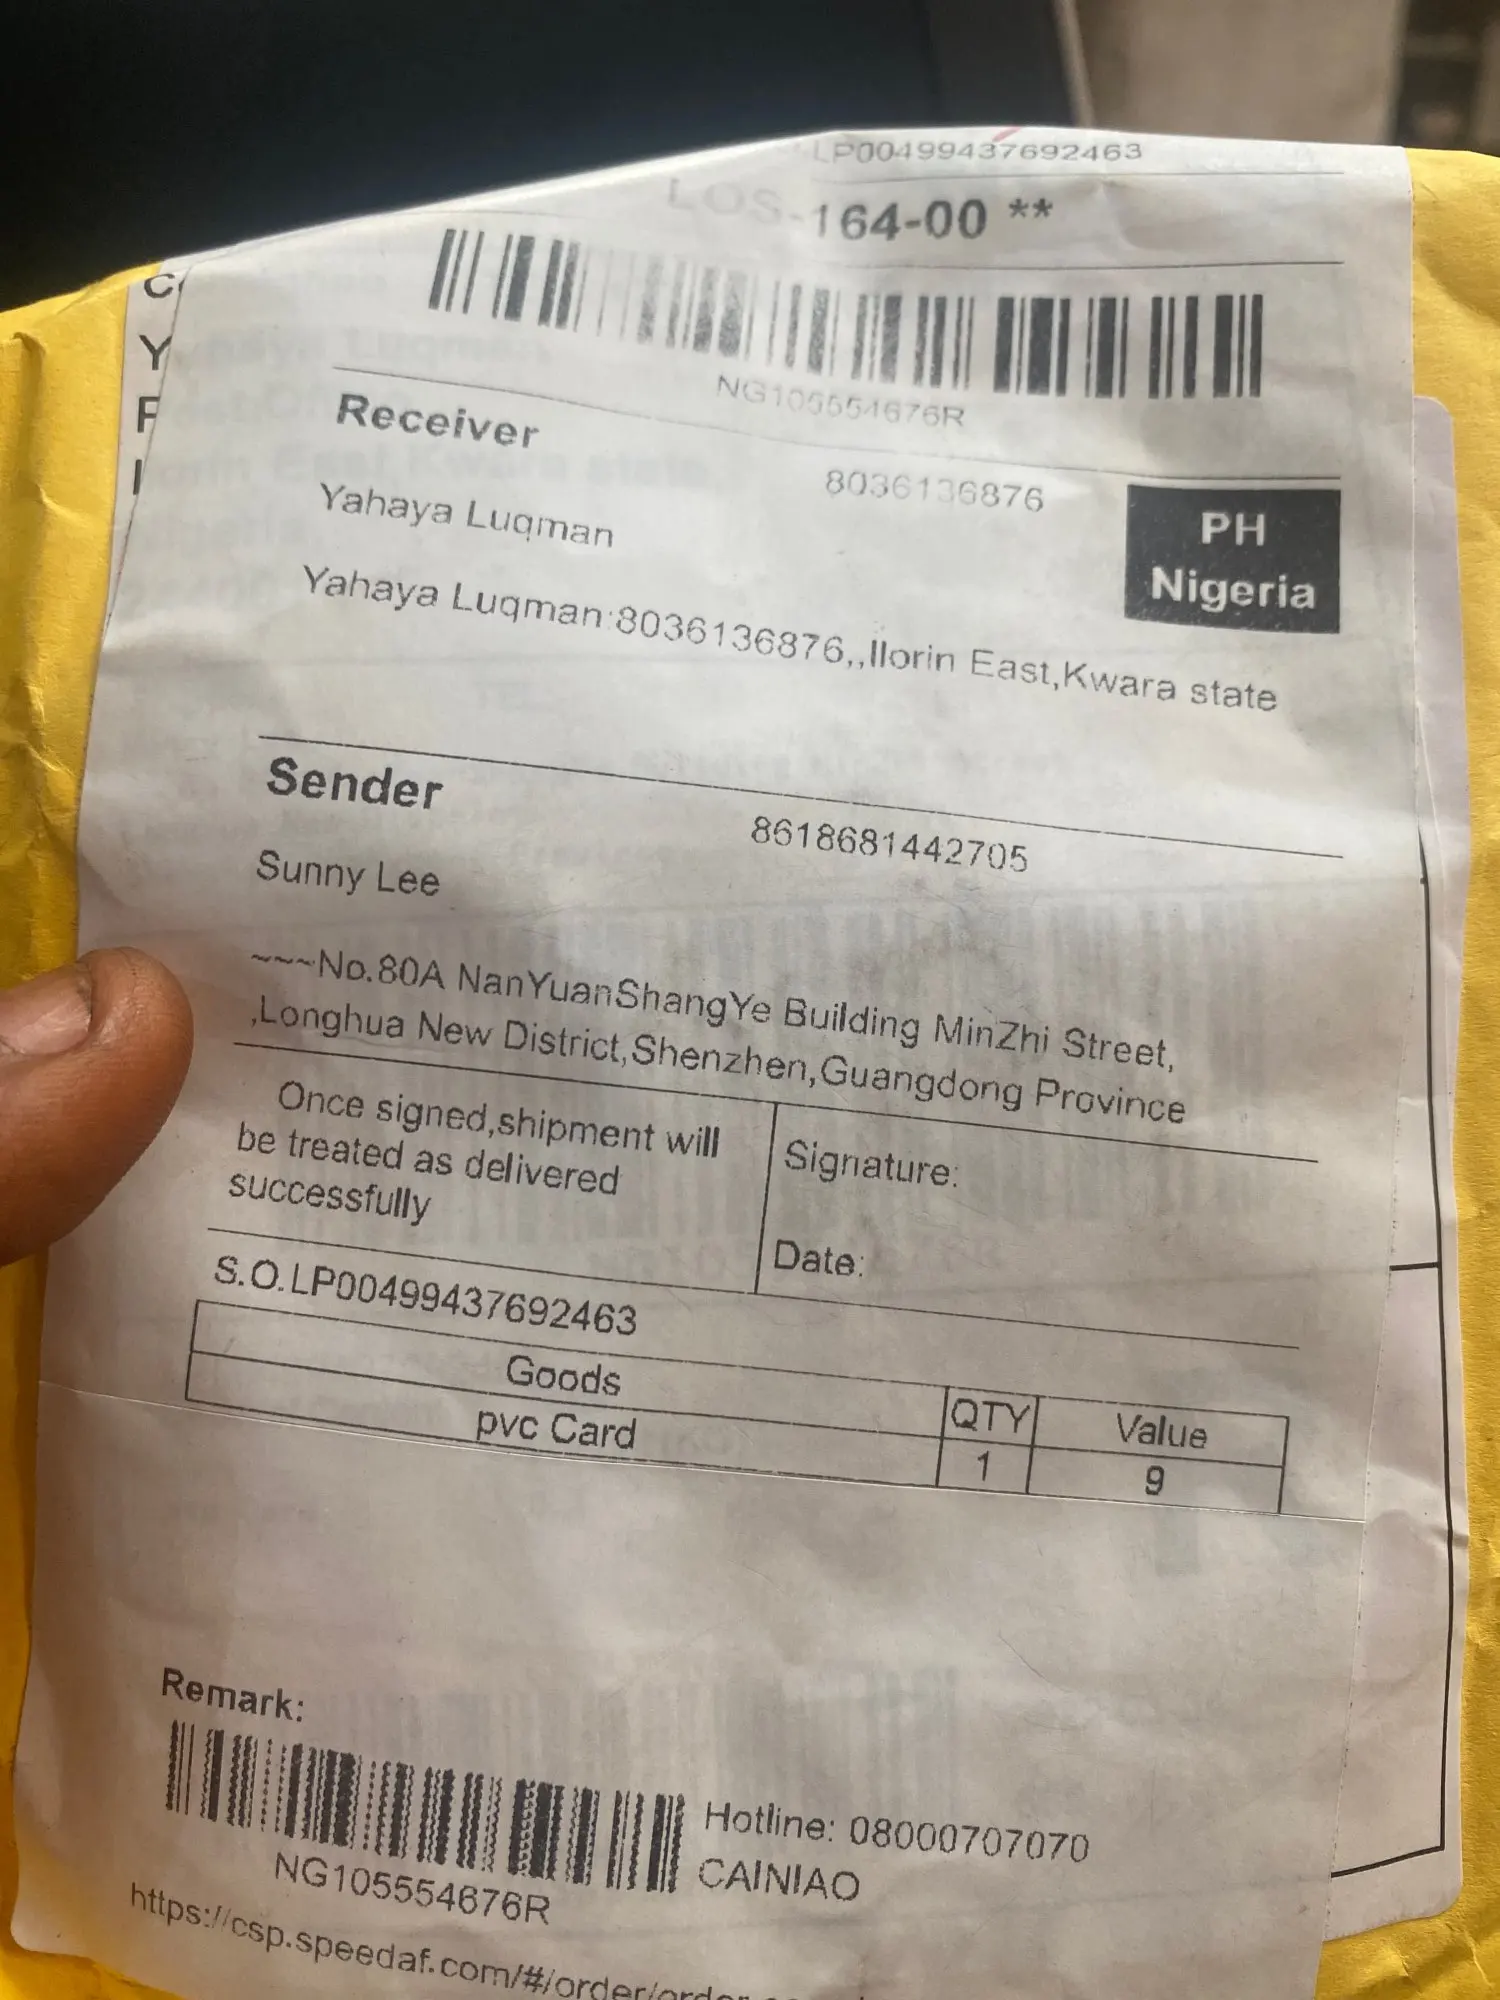 LP00499437692463
LOS-164-00 **
NG105554676R
Receiver
8036136876
Yahaya Luqman
PH
Nigeria
Yahaya Luqman:8036136876,,Ilorin East,Kwara state
Sender
8618681442705
Sunny Lee
~~~No.80A NanYuanShangYe Building MinZhi Street,
,Longhua New District,Shenzhen,Guangdong Province
Once signed,shipment will
be treated as delivered
successfully
Signature:
Date:
S.O.LP00499437692463
Goods
QTY
Value
pvc Card
1
9
Remark:
NG105554676R
Hotline: 08000707070
CAINIAO
https://csp.speedaf.com/#/order/